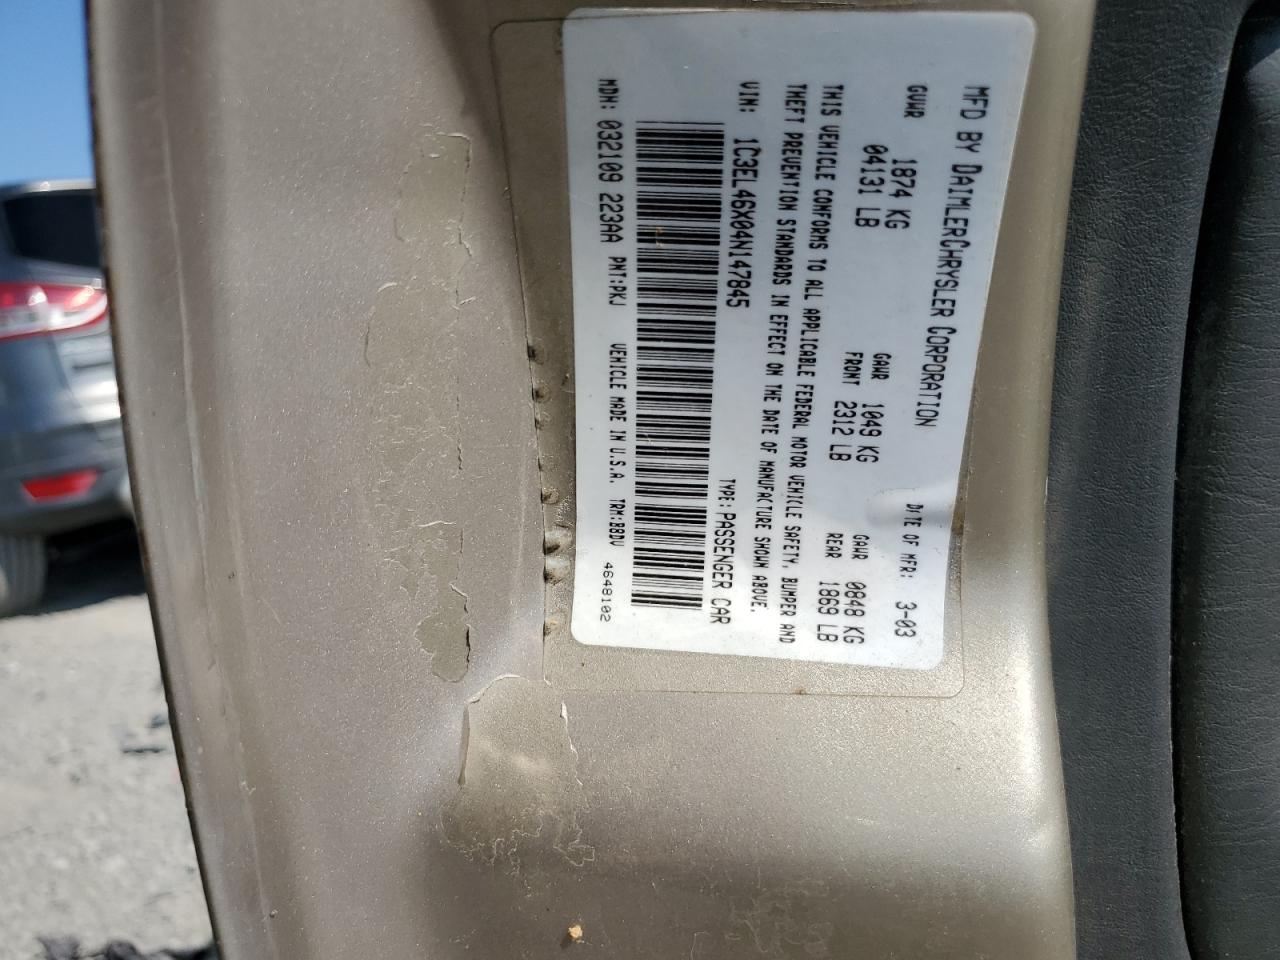 MFD BY DAIMLERCHRYSLER CORPORATION DATE OF MFR: 3-03
GVWR 1874 KG 04131 LB
GAWR FRONT 1049 KG 2312 LB
GAWR REAR 0848 KG 1869 LB
THIS VEHICLE CONFORMS TO ALL APPLICABLE FEDERAL MOTOR VEHICLE SAFETY, BUMPER AND
THEFT PREVENTION STANDARDS IN EFFECT ON THE DATE OF MANUFACTURE SHOWN ABOVE.
VIN: 1C3EL46X04N147845 TYPE: PASSENGER CAR
MDH: 032109 223AA PNT:PKJ VEHICLE MADE IN U.S.A. TRM:B8DV 4648102